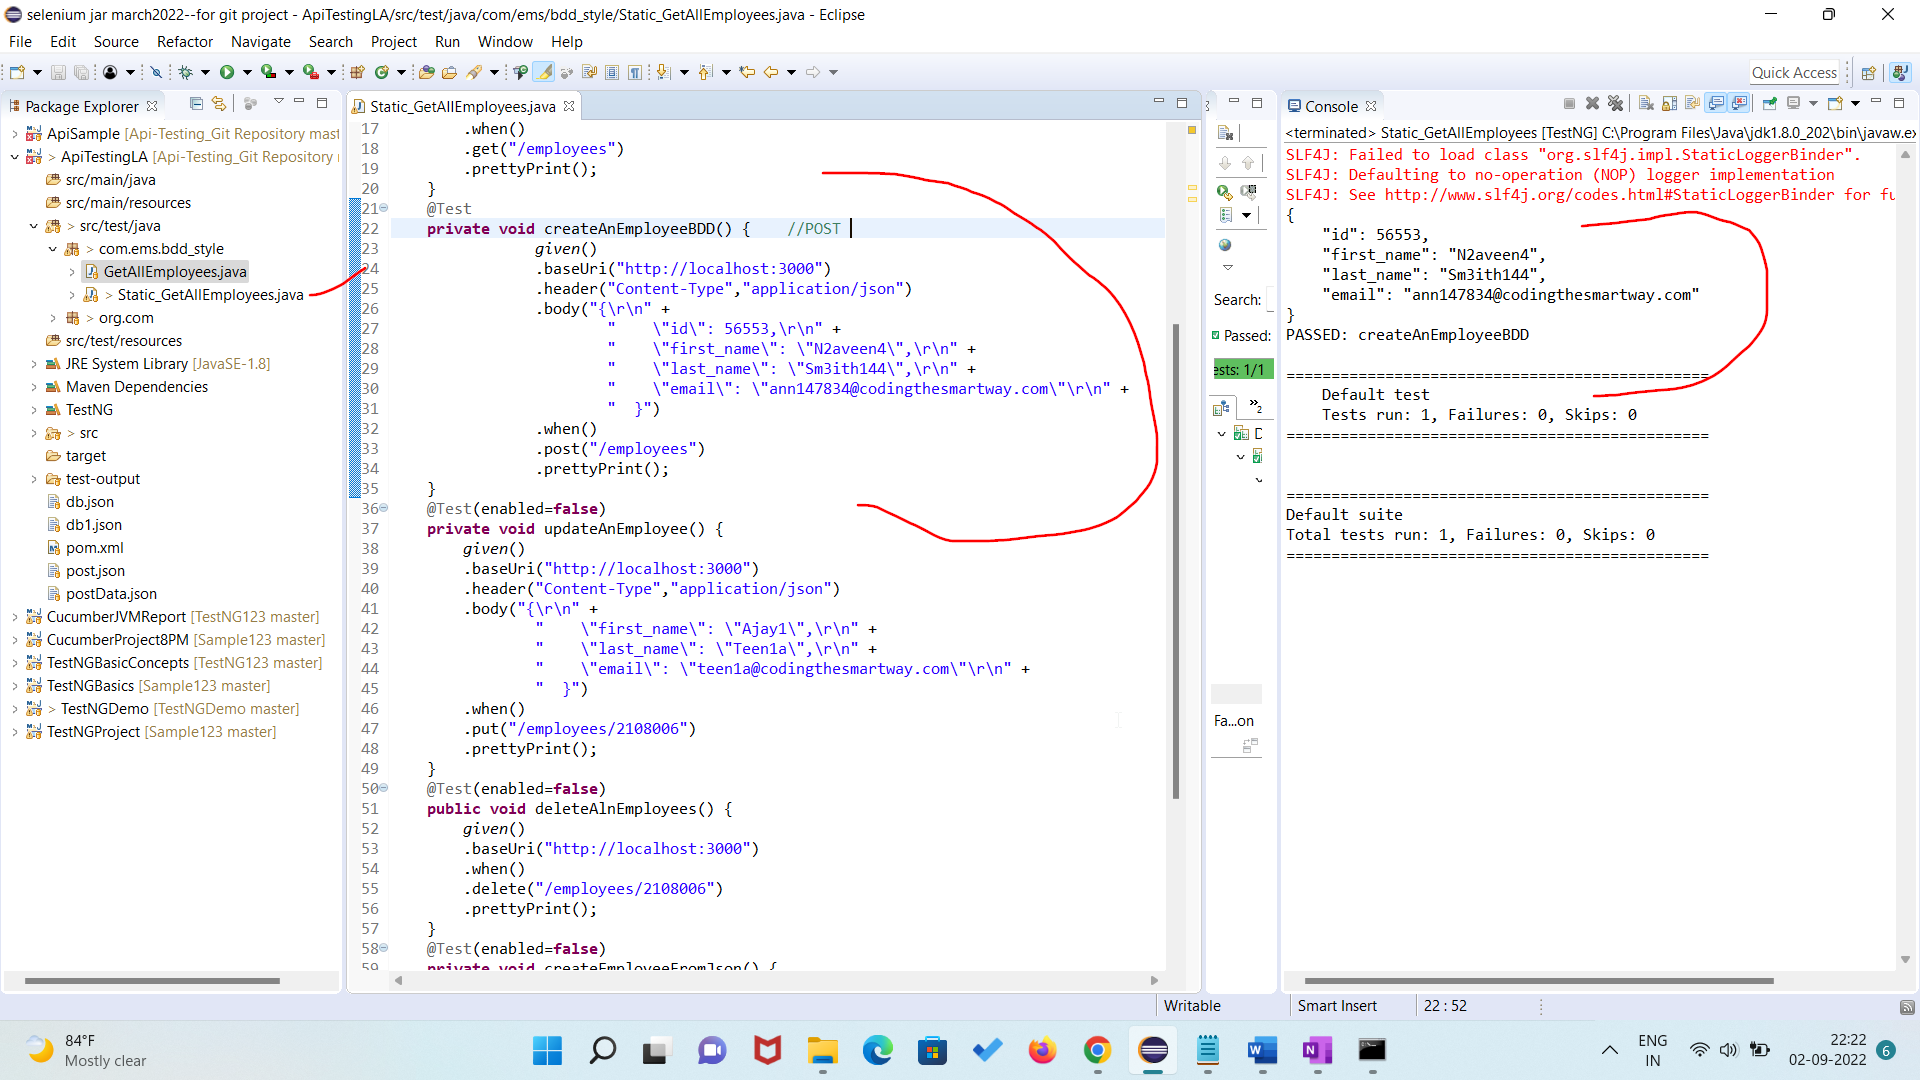 selenium jar march2022--for git project - ApiTestingLA/src/test/java/com/ems/bdd_style/Static_GetAllEmployees.java - Eclipse
File Edit Source Refactor Navigate Search Project Run Window Help
Quick Access
Package Explorer
ApiSample [Api-Testing_Git Repository mast
> ApiTestingLA [Api-Testing_Git Repository
src/main/java
src/main/resources
> src/test/java
> com.ems.bdd_style
GetAllEmployees.java
> Static_GetAllEmployees.java
> org.com
src/test/resources
JRE System Library [JavaSE-1.8]
Maven Dependencies
TestNG
> src
target
test-output
db.json
db1.json
pom.xml
post.json
postData.json
CucumberJVMReport [TestNG123 master]
CucumberProject8PM [Sample123 master]
TestNGBasicConcepts [TestNG123 master]
TestNGBasics [Sample123 master]
> TestNGDemo [TestNGDemo master]
TestNGProject [Sample123 master]
Static_GetAllEmployees.java
17 .when()
18 .get("/employees")
19 .prettyPrint();
20 }
21 @Test
22 private void createAnEmployeeBDD() { //POST
23 given()
24 .baseUri("http://localhost:3000")
25 .header("Content-Type","application/json")
26 .body("{\r\n" +
27 " \"id\": 56553,\r\n" +
28 " \"first_name\": \"N2aveen4\",\r\n" +
29 " \"last_name\": \"Sm3ith144\",\r\n" +
30 " \"email\": \"ann147834@codingthesmartway.com\"\r\n" +
31 " }")
32 .when()
33 .post("/employees")
34 .prettyPrint();
35 }
36 @Test(enabled=false)
37 private void updateAnEmployee() {
38 given()
39 .baseUri("http://localhost:3000")
40 .header("Content-Type","application/json")
41 .body("{\r\n" +
42 " \"first_name\": \"Ajay1\",\r\n" +
43 " \"last_name\": \"Teen1a\",\r\n" +
44 " \"email\": \"teen1a@codingthesmartway.com\"\r\n" +
45 " }")
46 .when()
47 .put("/employees/2108006")
48 .prettyPrint();
49 }
50 @Test(enabled=false)
51 public void deleteAlnEmployees() {
52 given()
53 .baseUri("http://localhost:3000")
54 .when()
55 .delete("/employees/2108006")
56 .prettyPrint();
57 }
58 @Test(enabled=false)
59 private void createEmployeeFromJson() {
Search:
Passed:
ests: 1/1
»2
D
Fa...on
Console
<terminated> Static_GetAllEmployees [TestNG] C:\Program Files\Java\jdk1.8.0_202\bin\javaw.ex
SLF4J: Failed to load class "org.slf4j.impl.StaticLoggerBinder".
SLF4J: Defaulting to no-operation (NOP) logger implementation
SLF4J: See http://www.slf4j.org/codes.html#StaticLoggerBinder for fu
{
"id": 56553,
"first_name": "N2aveen4",
"last_name": "Sm3ith144",
"email": "ann147834@codingthesmartway.com"
}
PASSED: createAnEmployeeBDD
===============================================
Default test
Tests run: 1, Failures: 0, Skips: 0
===============================================
===============================================
Default suite
Total tests run: 1, Failures: 0, Skips: 0
===============================================
Writable
Smart Insert
22 : 52
84°F
Mostly clear
ENG
IN
22:22
02-09-2022
6